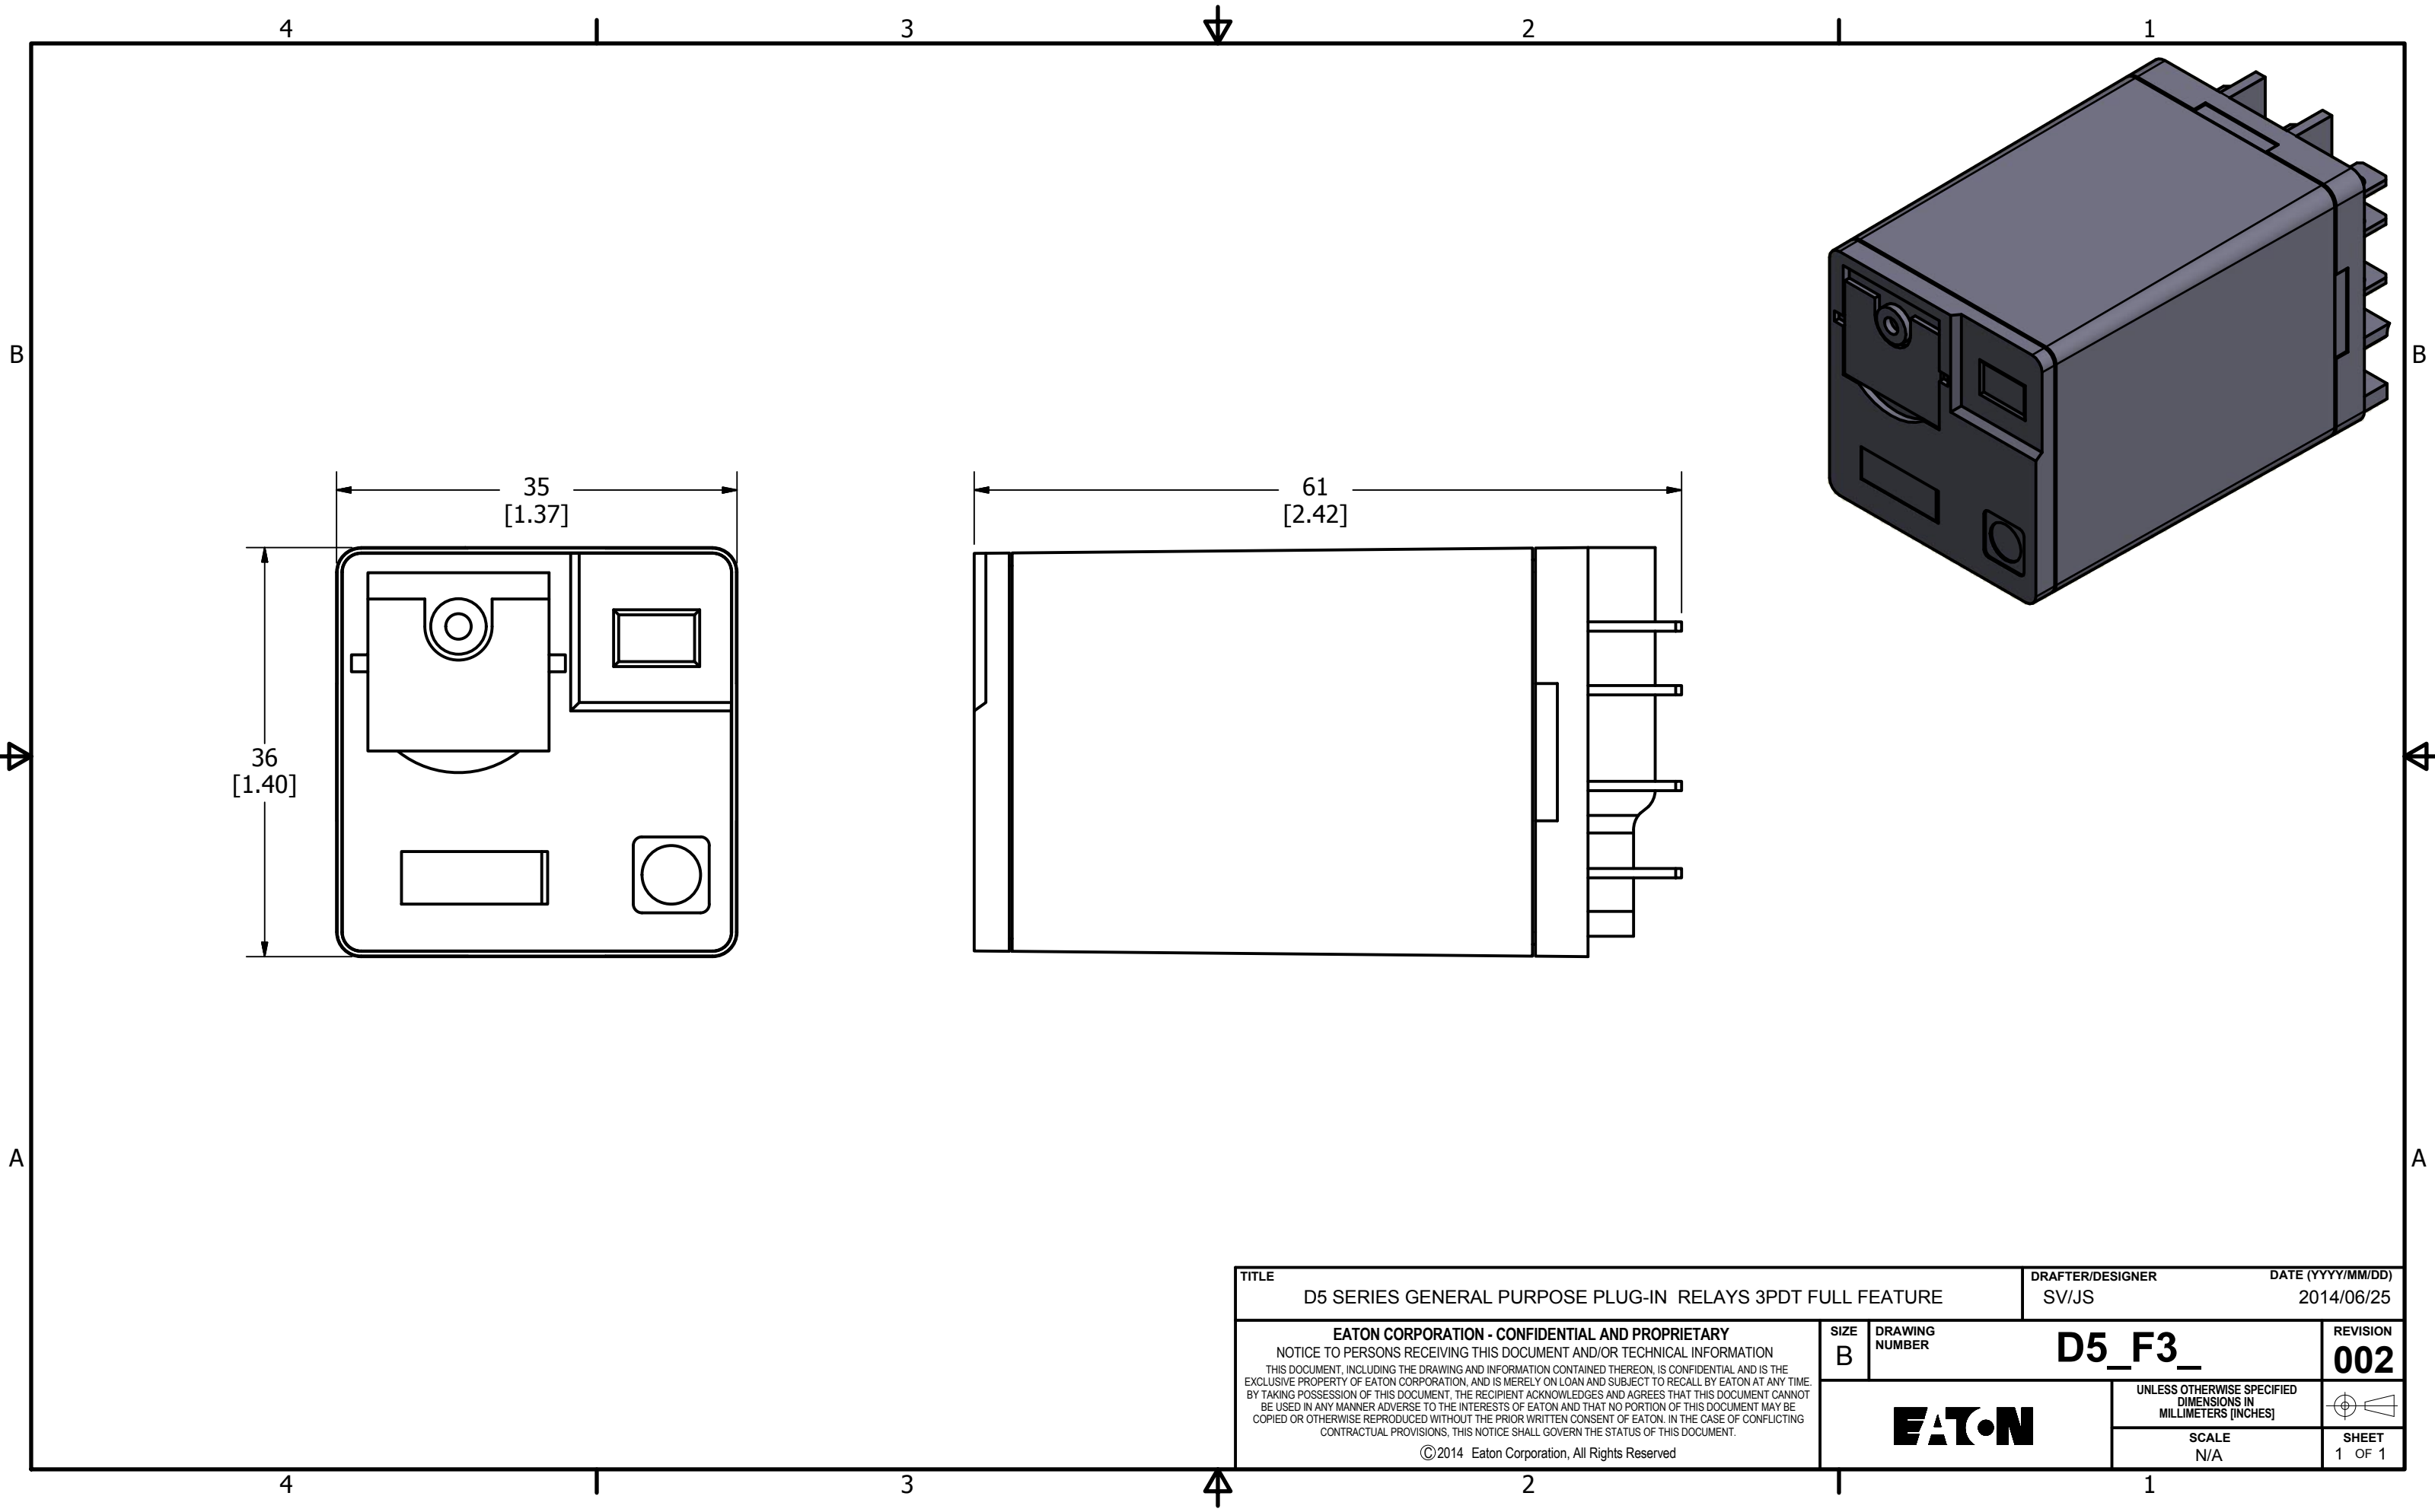 4 3 2 1
B B
35
[1.37]
61
[2.42]
36
[1.40]
A A
TITLE
D5 SERIES GENERAL PURPOSE PLUG-IN RELAYS 3PDT FULL FEATURE
DRAFTER/DESIGNER
SV/JS
DATE (YYYY/MM/DD)
2014/06/25
EATON CORPORATION - CONFIDENTIAL AND PROPRIETARY
NOTICE TO PERSONS RECEIVING THIS DOCUMENT AND/OR TECHNICAL INFORMATION
THIS DOCUMENT, INCLUDING THE DRAWING AND INFORMATION CONTAINED THEREON, IS CONFIDENTIAL AND IS THE
EXCLUSIVE PROPERTY OF EATON CORPORATION, AND IS MERELY ON LOAN AND SUBJECT TO RECALL BY EATON AT ANY TIME.
BY TAKING POSSESSION OF THIS DOCUMENT, THE RECIPIENT ACKNOWLEDGES AND AGREES THAT THIS DOCUMENT CANNOT
BE USED IN ANY MANNER ADVERSE TO THE INTERESTS OF EATON AND THAT NO PORTION OF THIS DOCUMENT MAY BE
COPIED OR OTHERWISE REPRODUCED WITHOUT THE PRIOR WRITTEN CONSENT OF EATON. IN THE CASE OF CONFLICTING
CONTRACTUAL PROVISIONS, THIS NOTICE SHALL GOVERN THE STATUS OF THIS DOCUMENT.
©2014 Eaton Corporation, All Rights Reserved
SIZE
B
DRAWING
NUMBER
D5_F3_
REVISION
002
EATON
UNLESS OTHERWISE SPECIFIED
DIMENSIONS IN
MILLIMETERS [INCHES]
SCALE
N/A
SHEET
1 OF 1
4 3 2 1